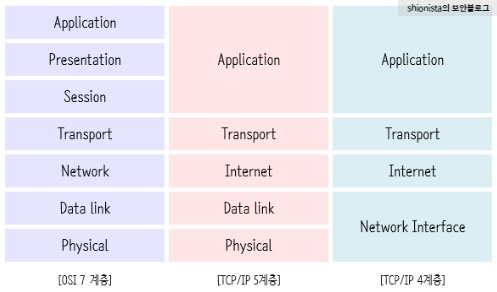 shionista의 보안블로그
Application
Presentation
Session
Transport
Network
Data link
Physical
[OSI 7 계층]
Application
Transport
Internet
Data link
Physical
[TCP/IP 5계층]
Application
Transport
Internet
Network Interface
[TCP/IP 4계층]